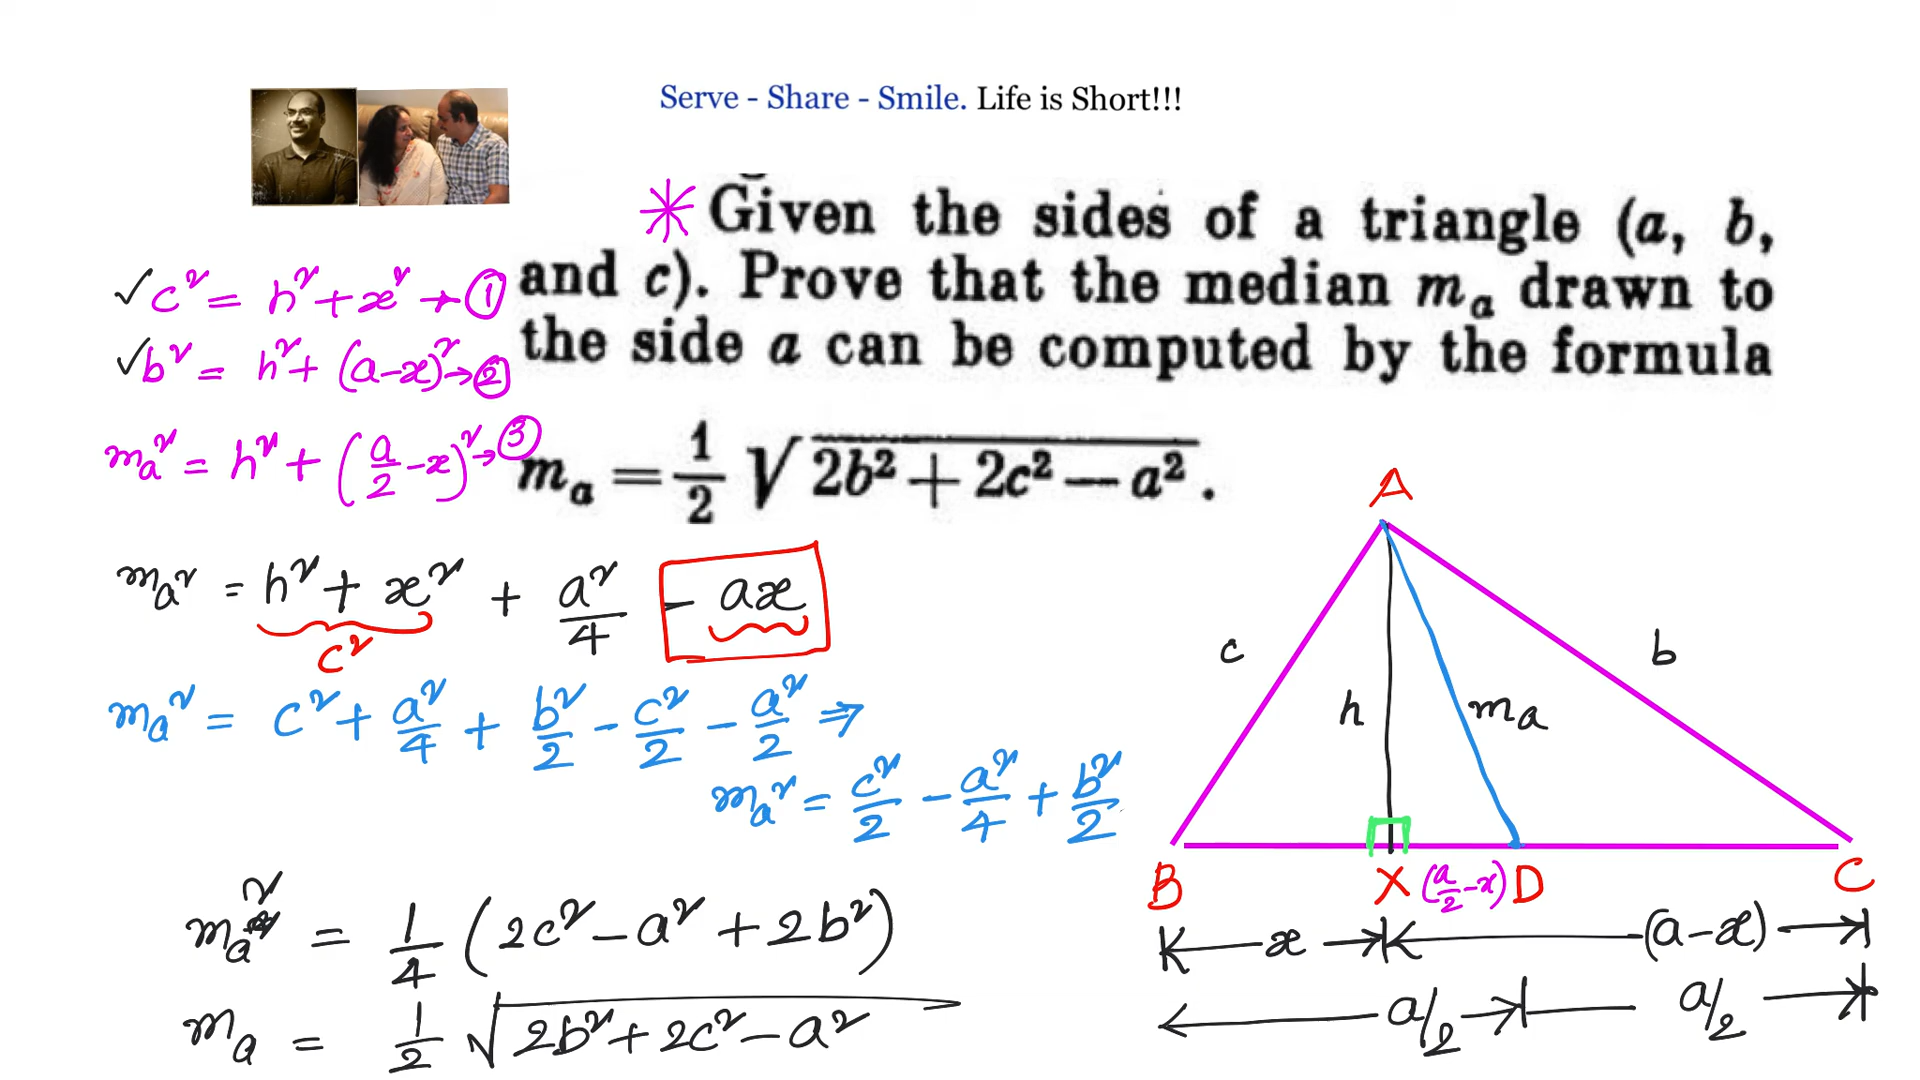 Serve - Share - Smile. Life is Short!!!
* Given the sides of a triangle (a, b,
and c). Prove that the median mₐ drawn to
the side a can be computed by the formula
mₐ = 1/2 √(2b² + 2c² — a²).
✓ c² = h² + x² → ①
✓ b² = h² + (a-x)² → ②
mₐ² = h² + (a/2 - x)² → ③
mₐ² = h² + x² + a²/4 - ax
c²
mₐ² = c² + a²/4 + b²/2 - c²/2 - a²/2 ⇒
mₐ² = c²/2 - a²/4 + b²/2
mₐ² = 1/4 (2c² - a² + 2b²)
mₐ = 1/2 √(2b² + 2c² - a²)
A
c
b
h
mₐ
B
X
(a/2 - x)
D
C
x
(a-x)
a/2
a/2